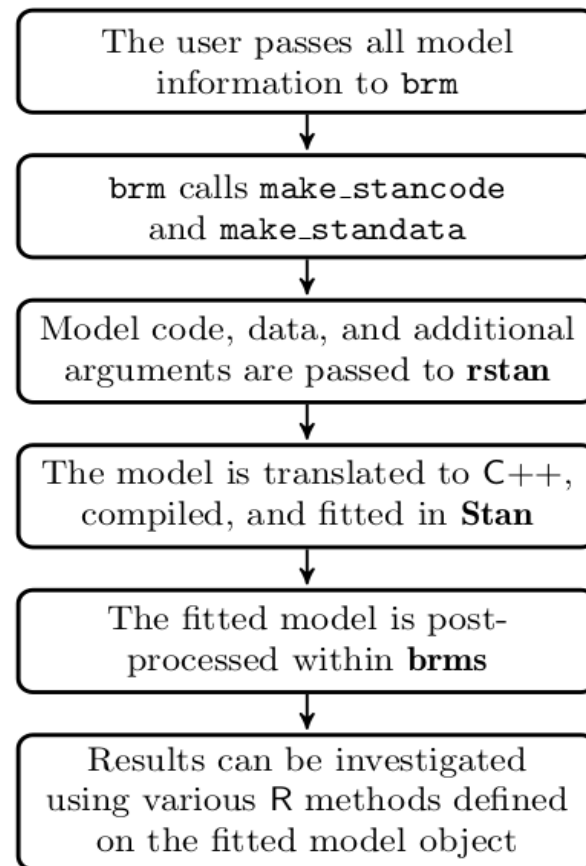 The user passes all model
information to brm
brm calls make_stancode
and make_standata
Model code, data, and additional
arguments are passed to rstan
The model is translated to C++,
compiled, and fitted in Stan
The fitted model is post-
processed within brms
Results can be investigated
using various R methods defined
on the fitted model object